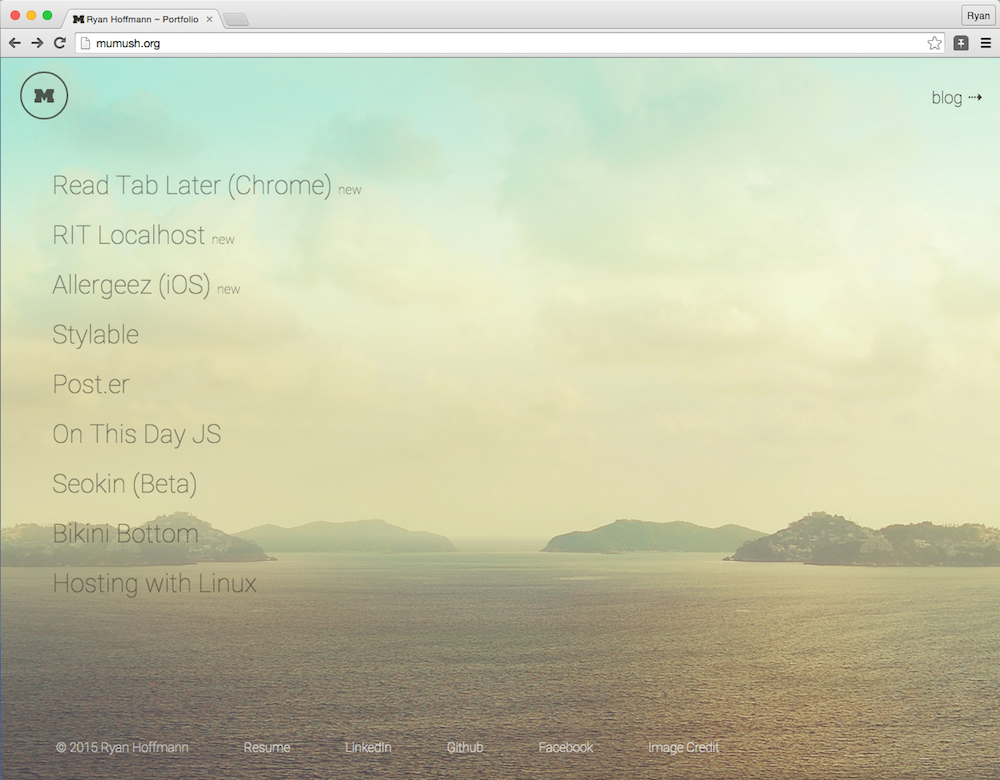 M Ryan Hoffmann ~ Portfolio
Ryan
mumush.org
M
blog ⤑
Read Tab Later (Chrome) new
RIT Localhost new
Allergeez (iOS) new
Stylable
Post.er
On This Day JS
Seokin (Beta)
Bikini Bottom
Hosting with Linux
© 2015 Ryan Hoffmann Resume LinkedIn Github Facebook Image Credit